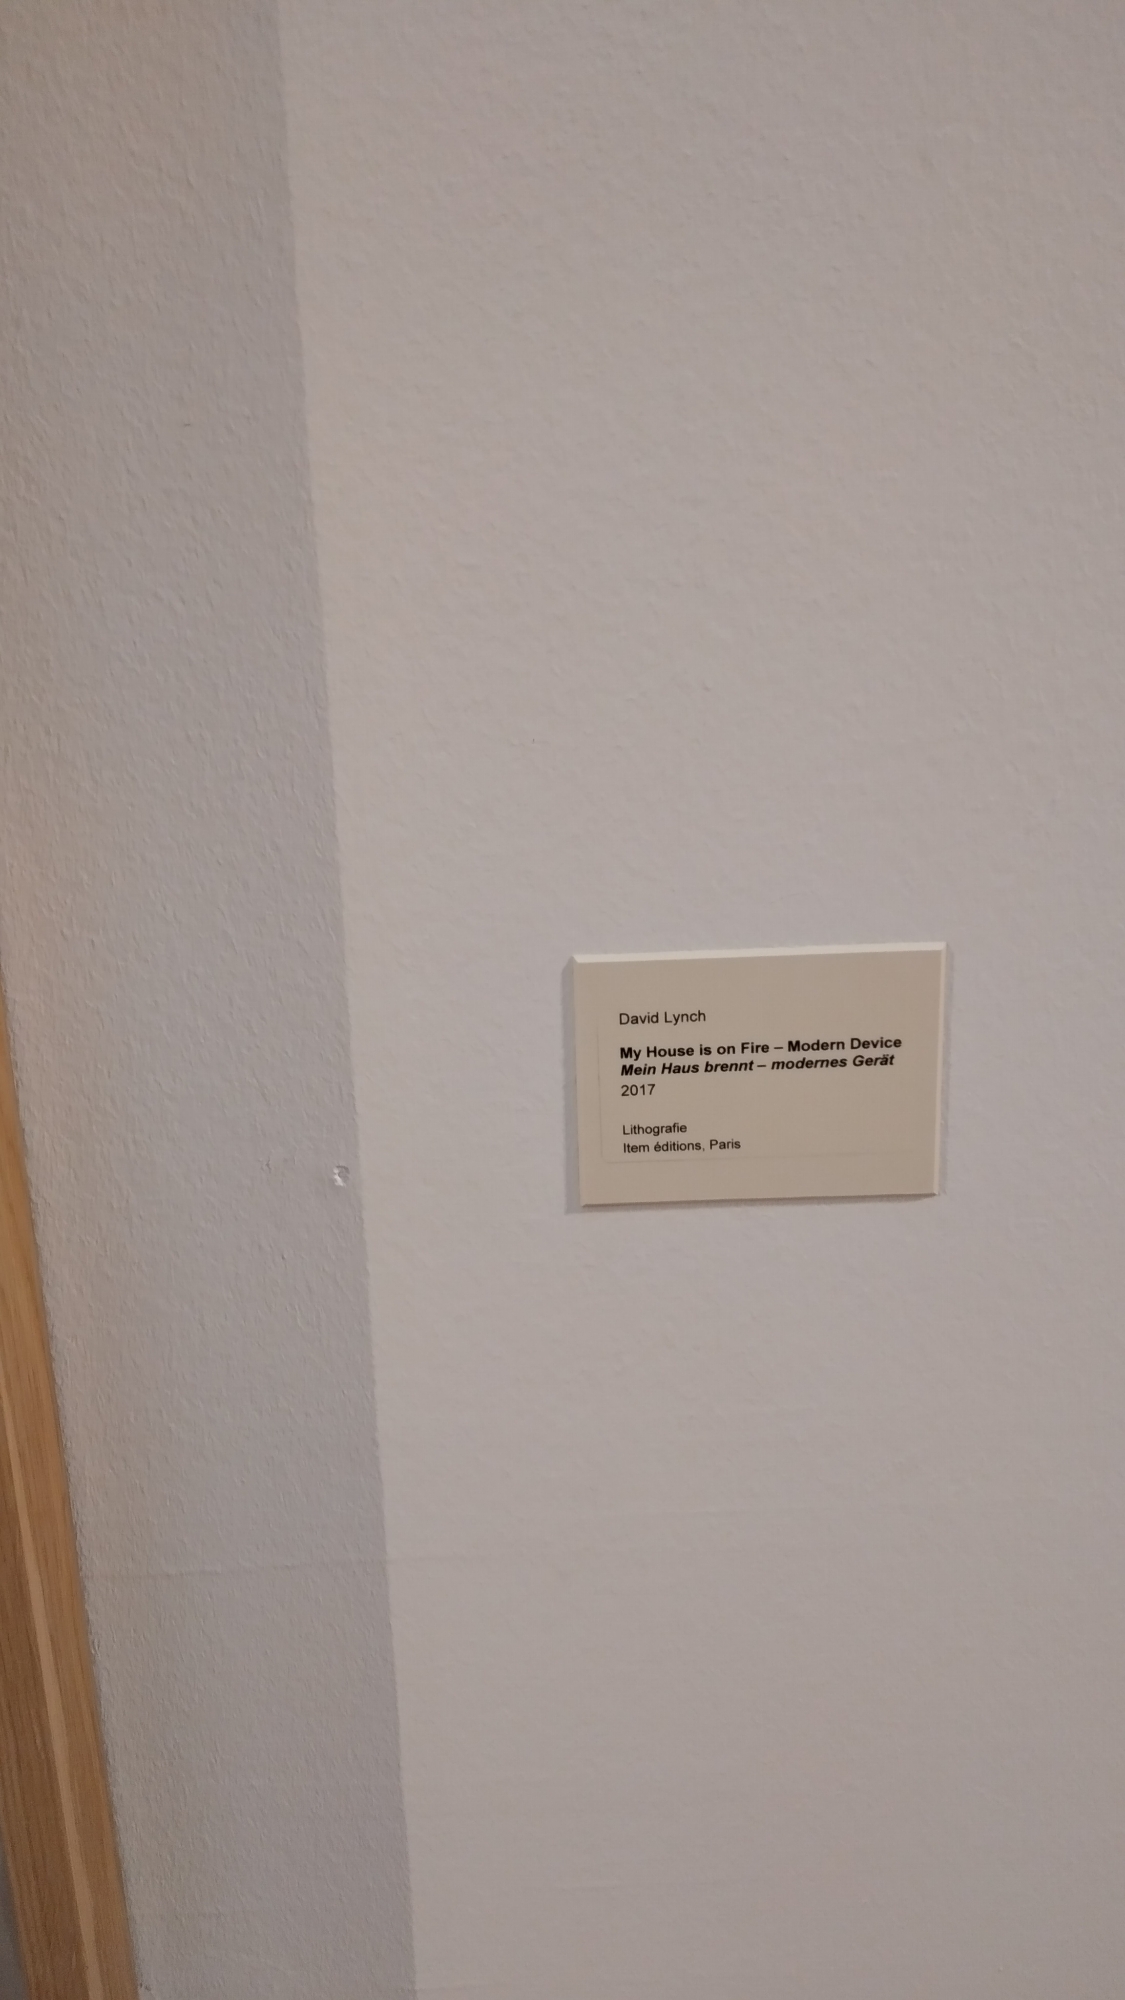 David Lynch
My House is on Fire – Modern Device
Mein Haus brennt – modernes Gerät
2017
Lithografie
Item éditions, Paris